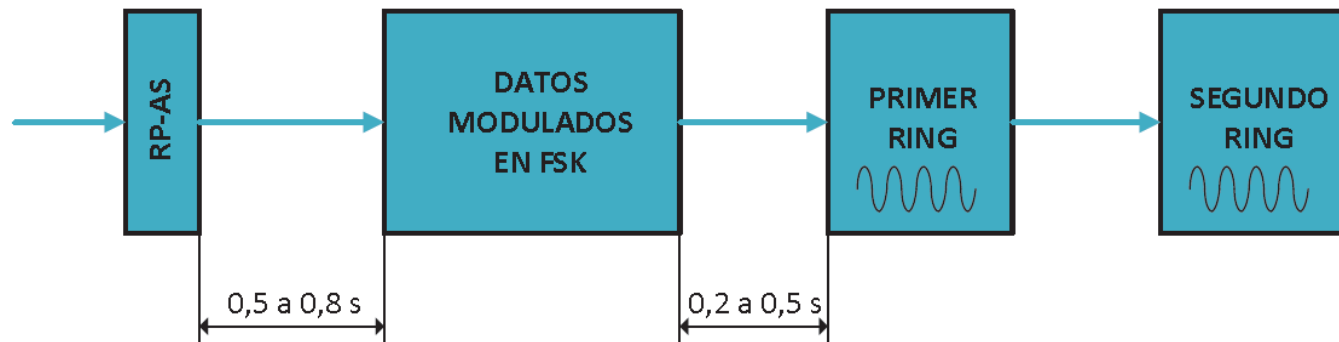 RP-AS
DATOS
MODULADOS
EN FSK
PRIMER
RING
SEGUNDO
RING
0,5 a 0,8 s
0,2 a 0,5 s